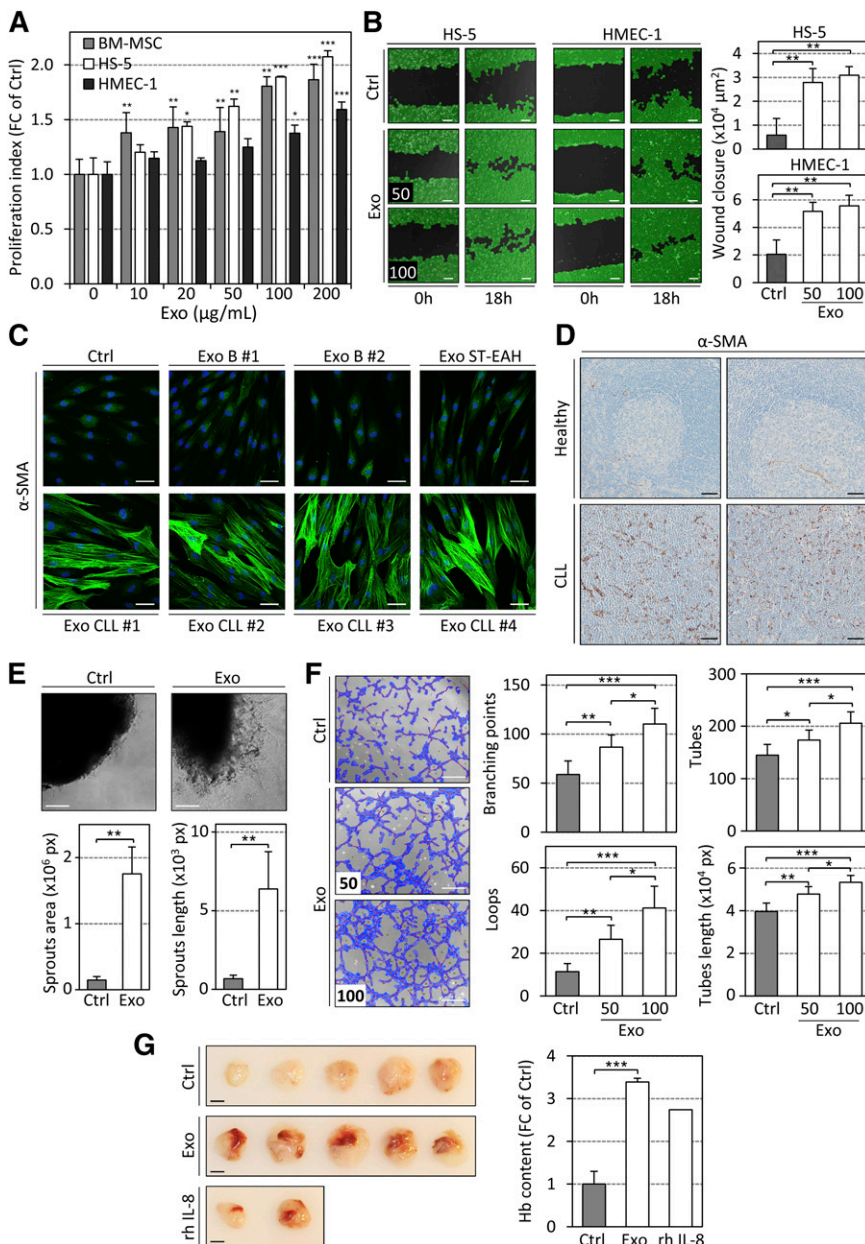 A
BM-MSC
HS-5
HMEC-1
Proliferation index (FC of Ctrl)
2.0
1.5
1.0
0.5
0.0
** ** * ** ** ** *** * *** *** ***
0 10 20 50 100 200
Exo (µg/mL)
B
HS-5 HMEC-1
Ctrl
Exo
50
100
0h 18h 0h 18h
Wound closure (x10⁴ µm²)
HS-5
4
3
2
1
0
**
**
HMEC-1
6
4
2
0
**
**
Ctrl 50 100
Exo
C
α-SMA
Ctrl Exo B #1 Exo B #2 Exo ST-EAH
Exo CLL #1 Exo CLL #2 Exo CLL #3 Exo CLL #4
D
α-SMA
Healthy
CLL
E
Ctrl Exo
Sprouts area (x10⁶ px)
2
1
0
**
Ctrl Exo
Sprouts length (x10³ px)
10
5
0
**
Ctrl Exo
F
Ctrl
Exo
50
100
Branching points
150
100
50
0
***
**
*
Tubes
300
200
100
0
***
*
*
Loops
60
40
20
0
***
**
*
Ctrl 50 100
Exo
Tubes length (x10⁴ px)
6
4
2
0
***
**
*
Ctrl 50 100
Exo
G
Ctrl
Exo
rh IL-8
Hb content (FC of Ctrl)
4
3
2
1
0
***
Ctrl Exo rh IL-8